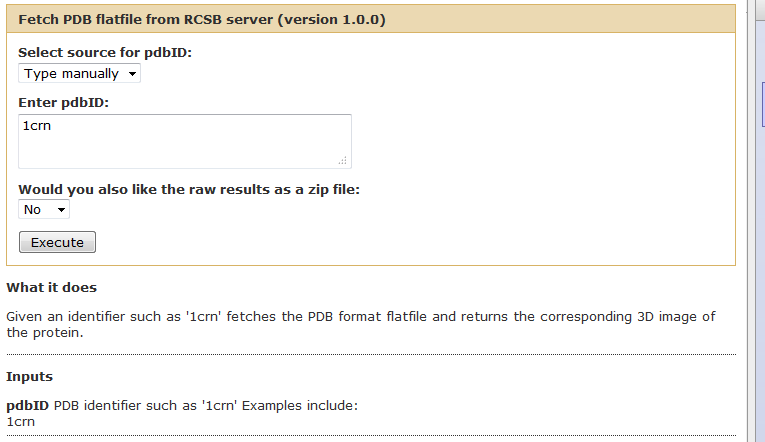 Fetch PDB flatfile from RCSB server (version 1.0.0)
Select source for pdbID:
Type manually
Enter pdbID:
1crn
Would you also like the raw results as a zip file:
No
Execute
What it does
Given an identifier such as '1crn' fetches the PDB format flatfile and returns the corresponding 3D image of
the protein.
Inputs
pdbID PDB identifier such as '1crn' Examples include:
1crn